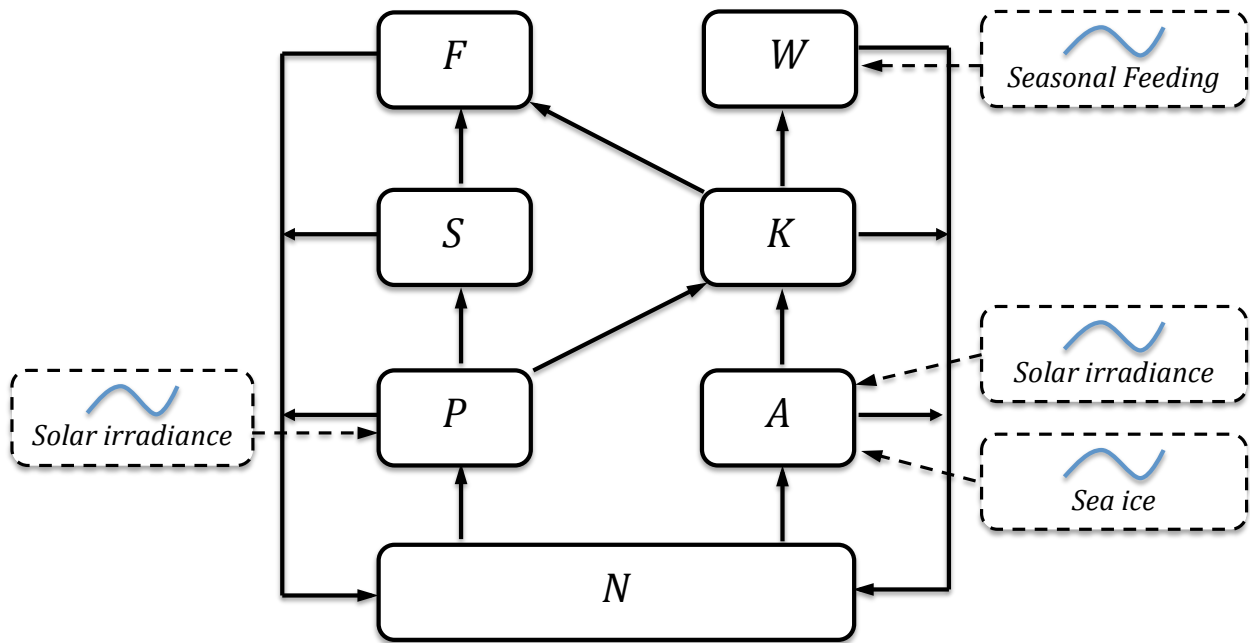 F
W
Seasonal Feeding
S
K
Solar irradiance
P
A
Solar irradiance
Sea ice
N